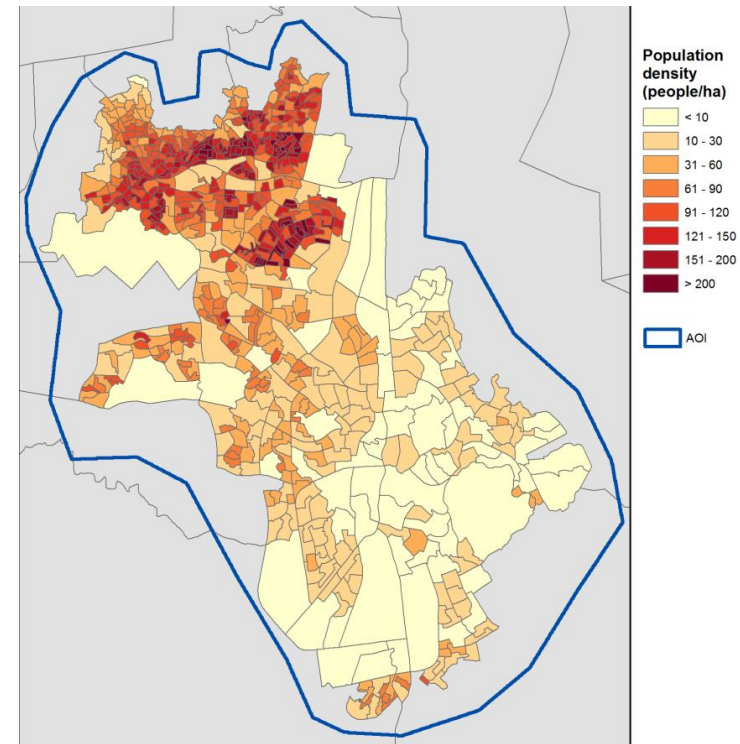 Population
density
(people/ha)
< 10
10 - 30
31 - 60
61 - 90
91 - 120
121 - 150
151 - 200
> 200
AOI